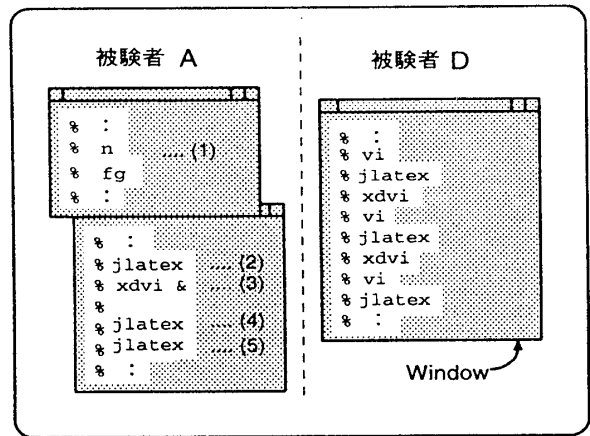 被験者 A
% :
% n .... (1)
% fg
% :
% :
% jlatex .... (2)
% xdvi & .... (3)
%
% jlatex .... (4)
% jlatex .... (5)
% :
被験者 D
% :
% vi
% jlatex
% xdvi
% vi
% jlatex
% xdvi
% vi
% jlatex
% :
Window